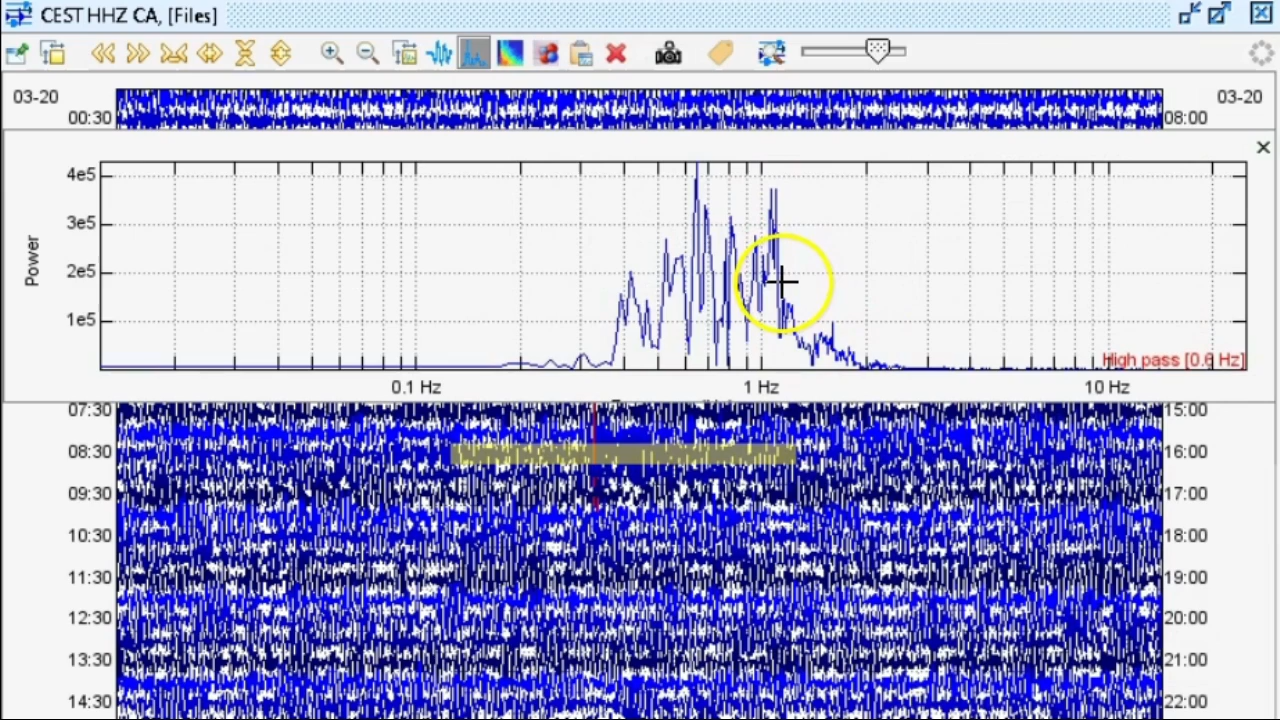 CEST HHZ CA, [Files]
03-20
03-20
00:30
08:00
4e5
3e5
2e5
1e5
Power
High pass [0.6 Hz]
0.1 Hz
1 Hz
10 Hz
07:30
15:00
08:30
16:00
09:30
17:00
10:30
18:00
11:30
19:00
12:30
20:00
13:30
21:00
14:30
22:00